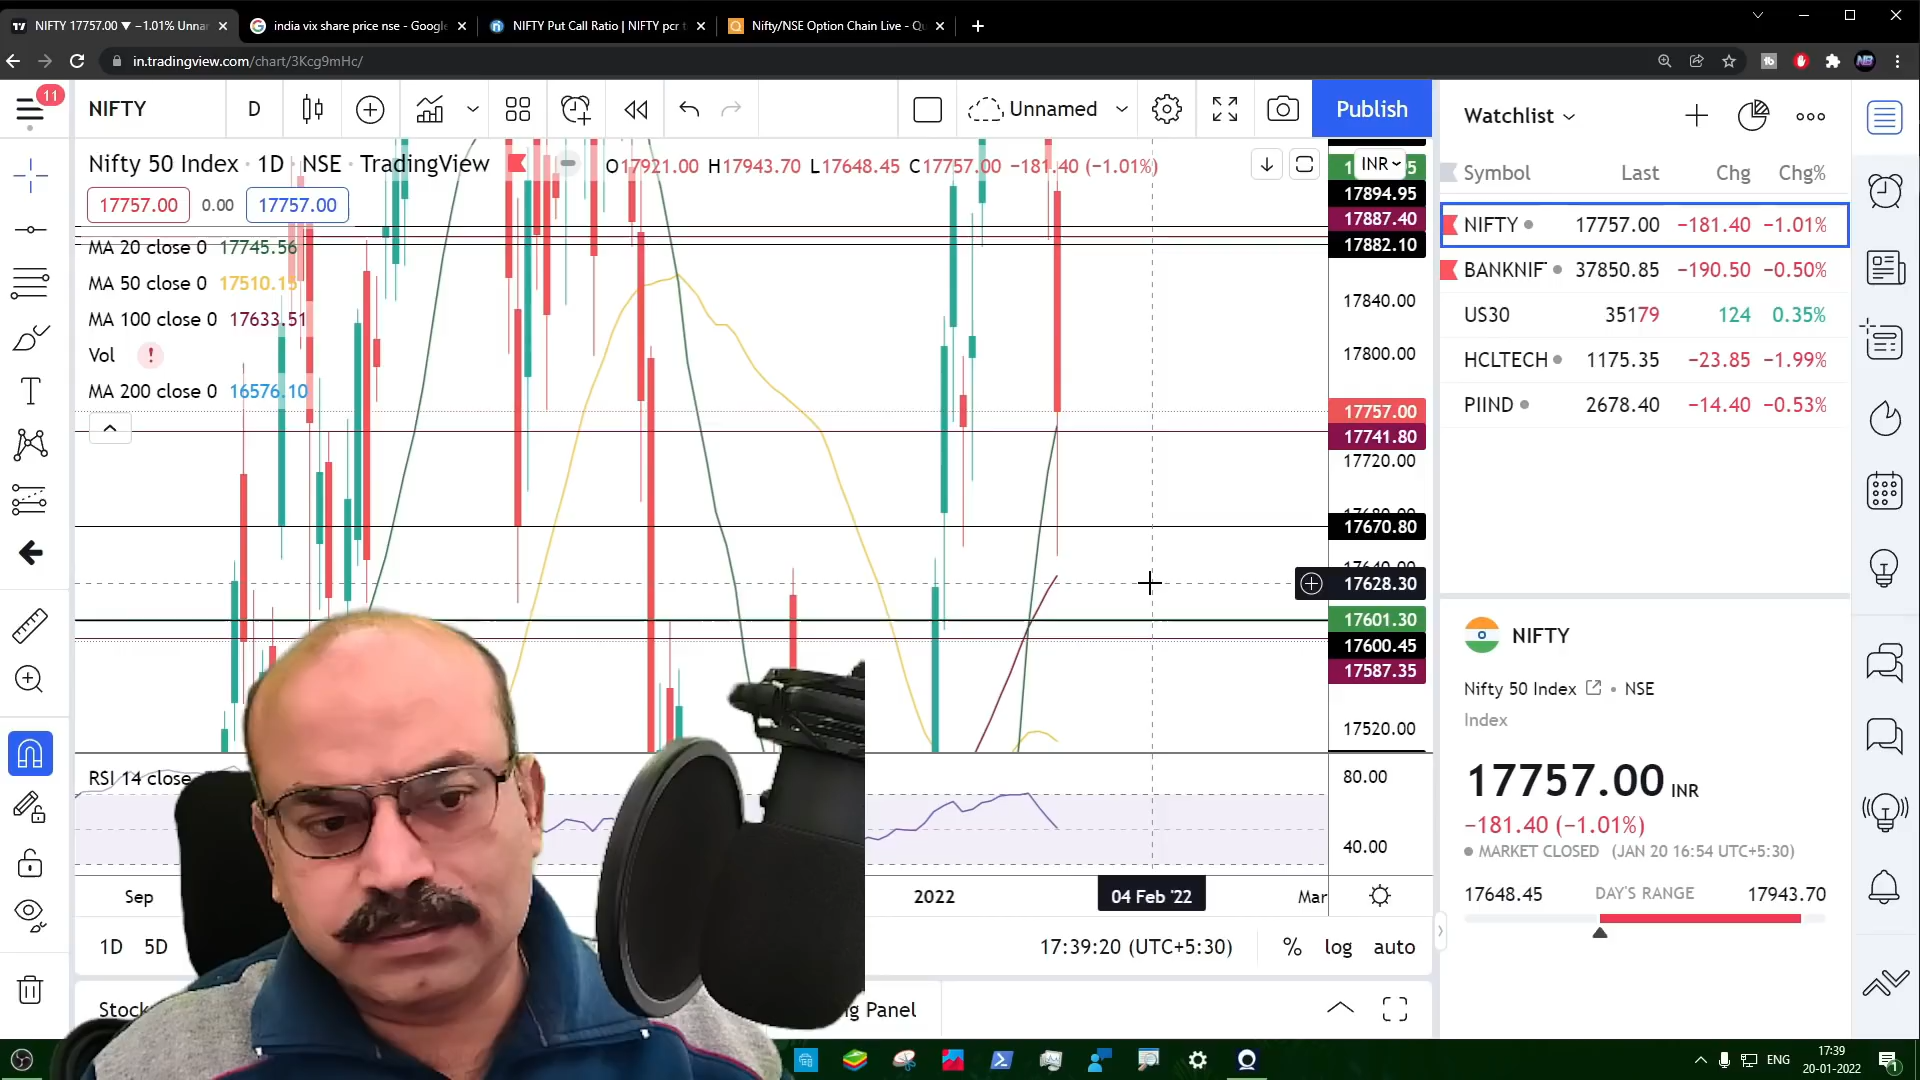 NIFTY 17757.00 ▼ −1.01% Unna
india vix share price nse - Google
NIFTY Put Call Ratio | NIFTY pcr
Nifty/NSE Option Chain Live - Q
in.tradingview.com/chart/3Kcg9mHc/
11
NIFTY
D
Unnamed
Publish
Nifty 50 Index · 1D · NSE · TradingView
O17921.00 H17943.70 L17648.45 C17757.00 −181.40 (−1.01%)
17757.00 0.00 17757.00
MA 20 close 0 17745.56
MA 50 close 0 17510.15
MA 100 close 0 17633.51
Vol !
MA 200 close 0 16576.10
INR
17894.95
17887.40
17882.10
17840.00
17800.00
17757.00
17741.80
17720.00
17670.80
17628.30
17601.30
17600.45
17587.35
17520.00
RSI 14 close
80.00
40.00
Sep
2022
04 Feb '22
Mar
1D 5D
17:39:20 (UTC+5:30)
% log auto
Stock
g Panel
Watchlist
Symbol Last Chg Chg%
NIFTY 17757.00 −181.40 −1.01%
BANKNIF 37850.85 −190.50 −0.50%
US30 35179 124 0.35%
HCLTECH 1175.35 −23.85 −1.99%
PIIND 2678.40 −14.40 −0.53%
NIFTY
Nifty 50 Index • NSE
Index
17757.00 INR
−181.40 (−1.01%)
MARKET CLOSED (JAN 20 16:54 UTC+5:30)
17648.45 DAY'S RANGE 17943.70
ENG
17:39
20-01-2022
1